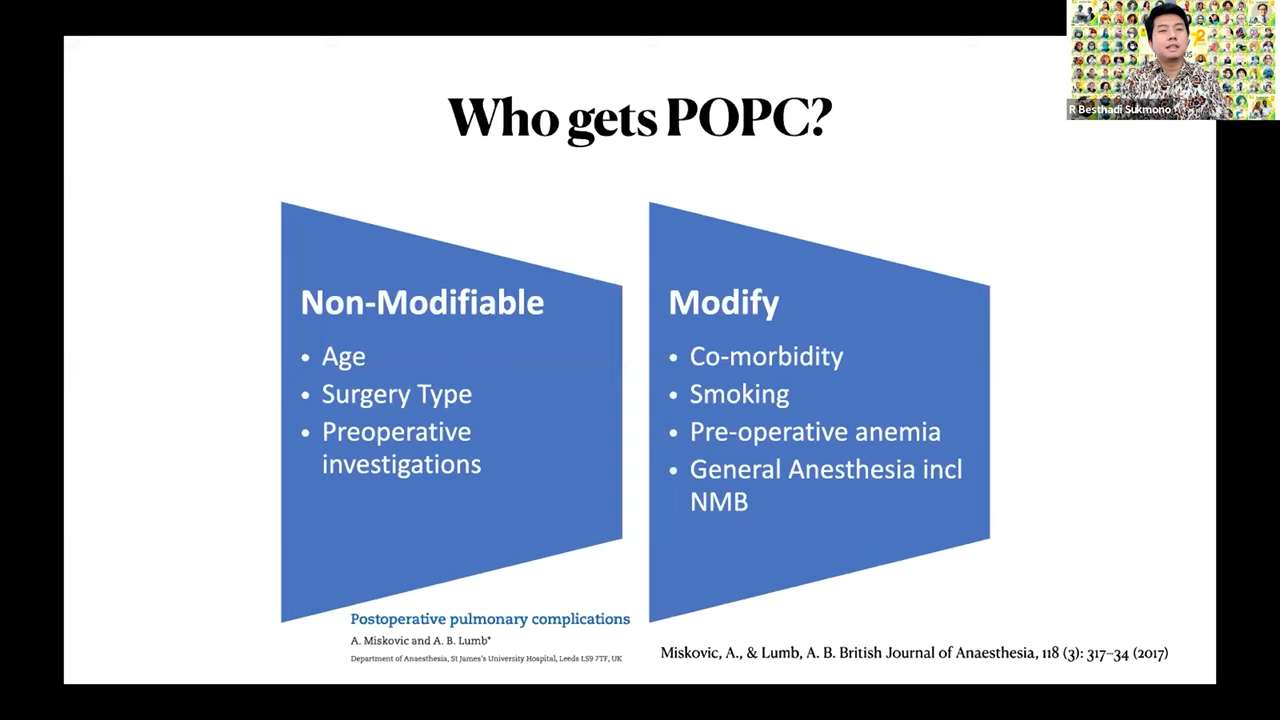 Who gets POPC?
R Besthadi Sukmono
Non-Modifiable
• Age
• Surgery Type
• Preoperative
investigations
Modify
• Co-morbidity
• Smoking
• Pre-operative anemia
• General Anesthesia incl
NMB
Postoperative pulmonary complications
A. Miskovic and A. B. Lumb*
Department of Anaesthesia, St James's University Hospital, Leeds LS9 7TF, UK
Miskovic, A., & Lumb, A. B. British Journal of Anaesthesia, 118 (3): 317–34 (2017)